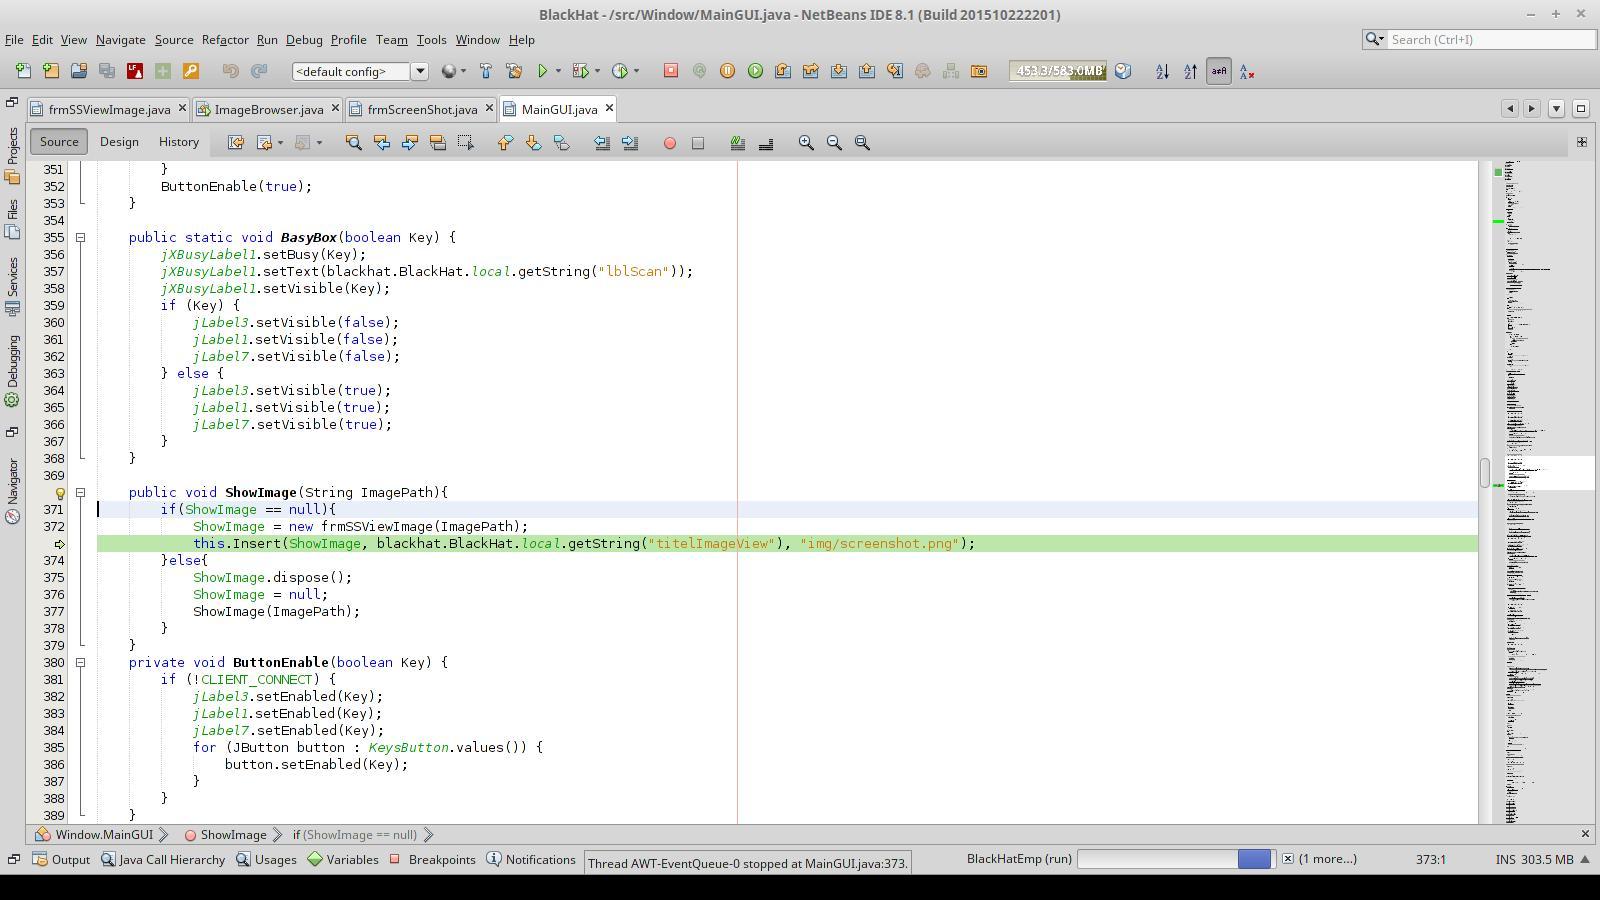 BlackHat - /src/Window/MainGUI.java - NetBeans IDE 8.1 (Build 201510222201)
File Edit View Navigate Source Refactor Run Debug Profile Team Tools Window Help
Search (Ctrl+I)
<default config>
453.3/583.0MB
frmSSViewImage.java ImageBrowser.java frmScreenShot.java MainGUI.java
Source Design History
Projects
Files
Services
Debugging
Navigator
351 }
352 ButtonEnable(true);
353 }
354
355 public static void BasyBox(boolean Key) {
356 jXBusyLabel1.setBusy(Key);
357 jXBusyLabel1.setText(blackhat.BlackHat.local.getString("lblScan"));
358 jXBusyLabel1.setVisible(Key);
359 if (Key) {
360 jLabel3.setVisible(false);
361 jLabel1.setVisible(false);
362 jLabel7.setVisible(false);
363 } else {
364 jLabel3.setVisible(true);
365 jLabel1.setVisible(true);
366 jLabel7.setVisible(true);
367 }
368 }
369
public void ShowImage(String ImagePath){
371 if(ShowImage == null){
372 ShowImage = new frmSSViewImage(ImagePath);
this.Insert(ShowImage, blackhat.BlackHat.local.getString("titelImageView"), "img/screenshot.png");
374 }else{
375 ShowImage.dispose();
376 ShowImage = null;
377 ShowImage(ImagePath);
378 }
379 }
380 private void ButtonEnable(boolean Key) {
381 if (!CLIENT_CONNECT) {
382 jLabel3.setEnabled(Key);
383 jLabel1.setEnabled(Key);
384 jLabel7.setEnabled(Key);
385 for (JButton button : KeysButton.values()) {
386 button.setEnabled(Key);
387 }
388 }
389 }
Window.MainGUI ShowImage if (ShowImage == null)
Output Java Call Hierarchy Usages Variables Breakpoints Notifications Thread AWT-EventQueue-0 stopped at MainGUI.java:373. BlackHatEmp (run) (1 more...) 373:1 INS 303.5 MB